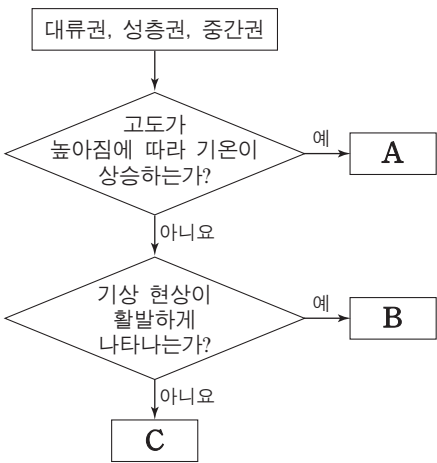 대류권, 성층권, 중간권
고도가
높아짐에 따라 기온이
상승하는가?
예
A
아니요
기상 현상이
활발하게
나타나는가?
예
B
아니요
C